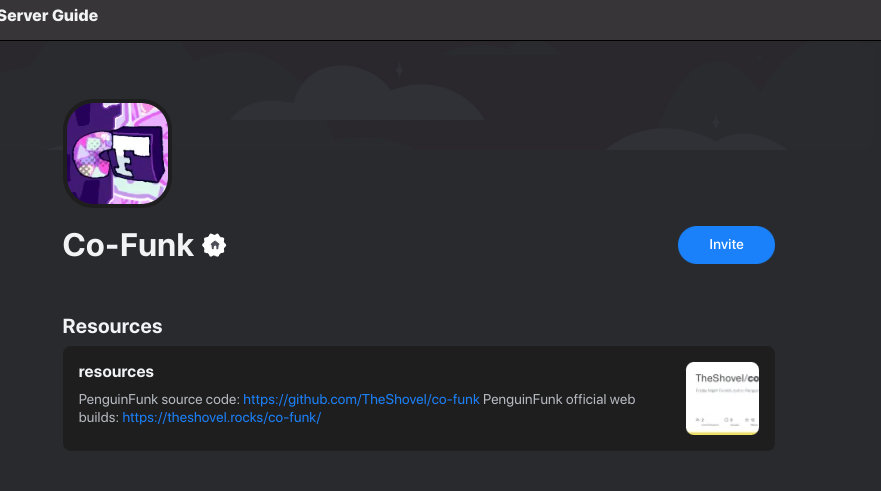 Server Guide
CF
Co-Funk
Invite
Resources
resources
PenguinFunk source code: https://github.com/TheShovel/co-funk PenguinFunk official web
builds: https://theshovel.rocks/co-funk/
TheShovel/co